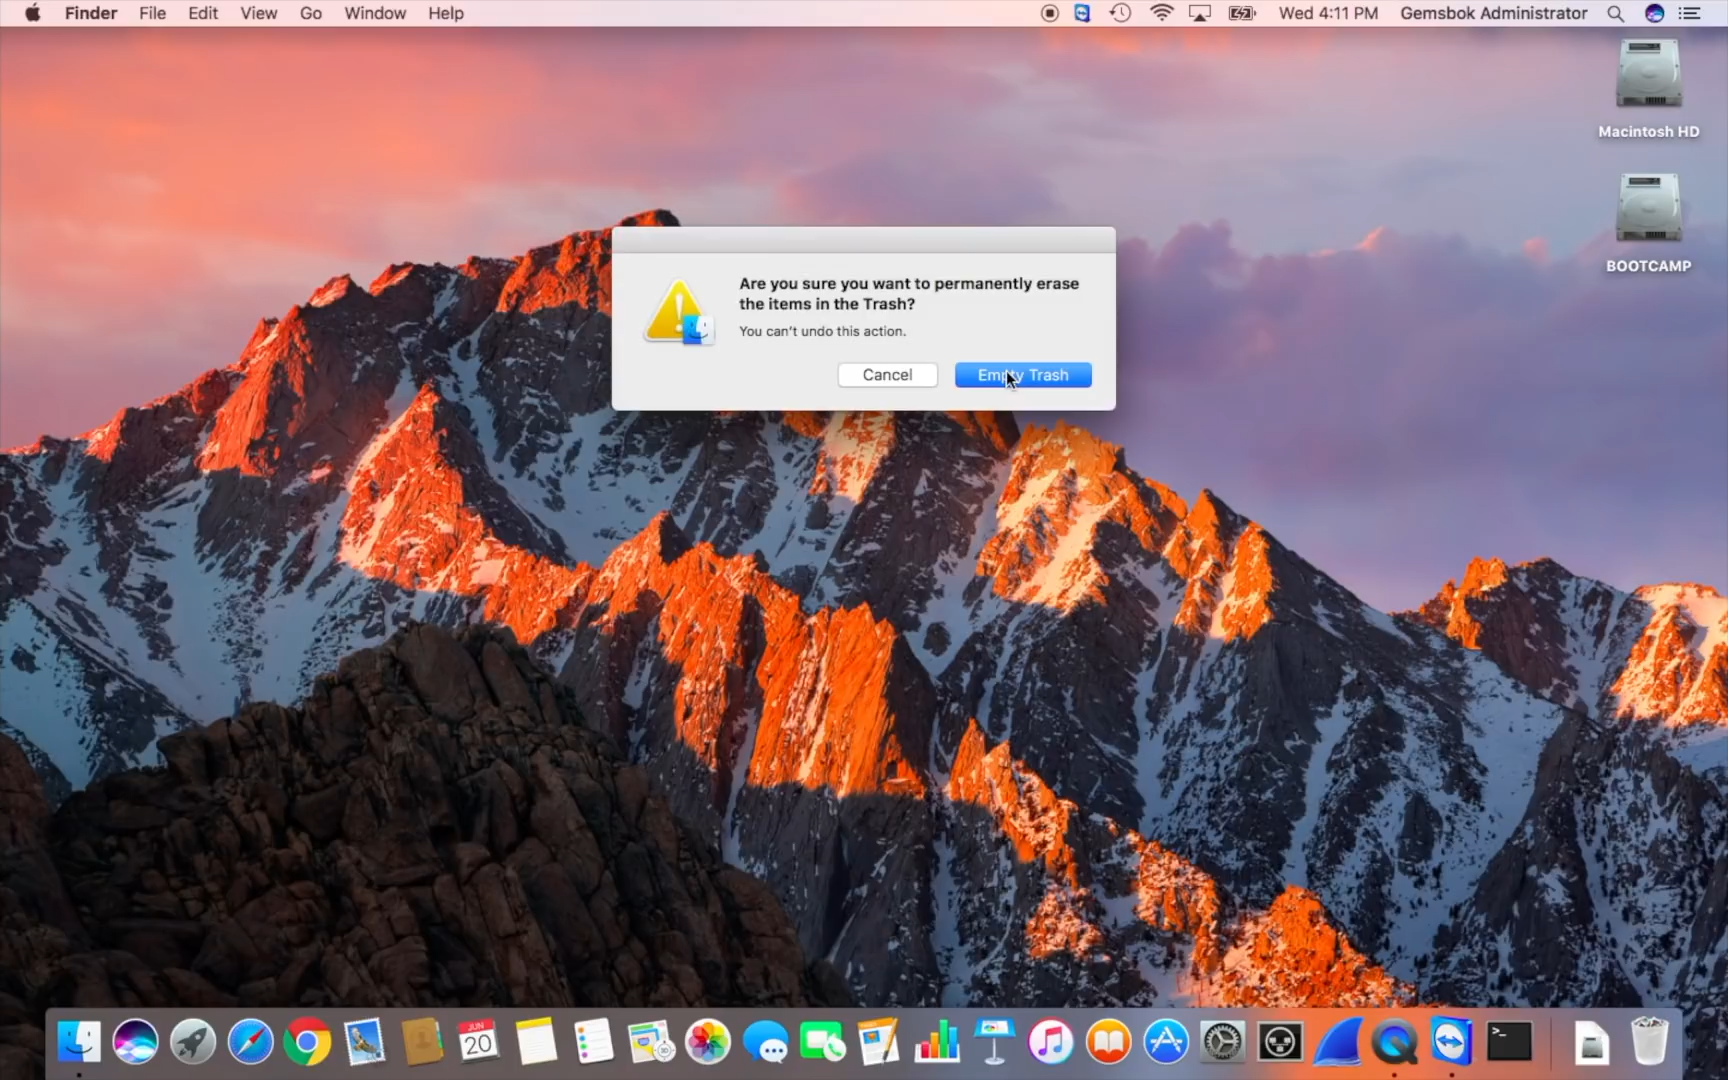 Finder File Edit View Go Window Help Wed 4:11 PM Gemsbok Administrator
Macintosh HD
BOOTCAMP
Are you sure you want to permanently erase
the items in the Trash?
You can't undo this action.
Cancel Empty Trash
JUN
20